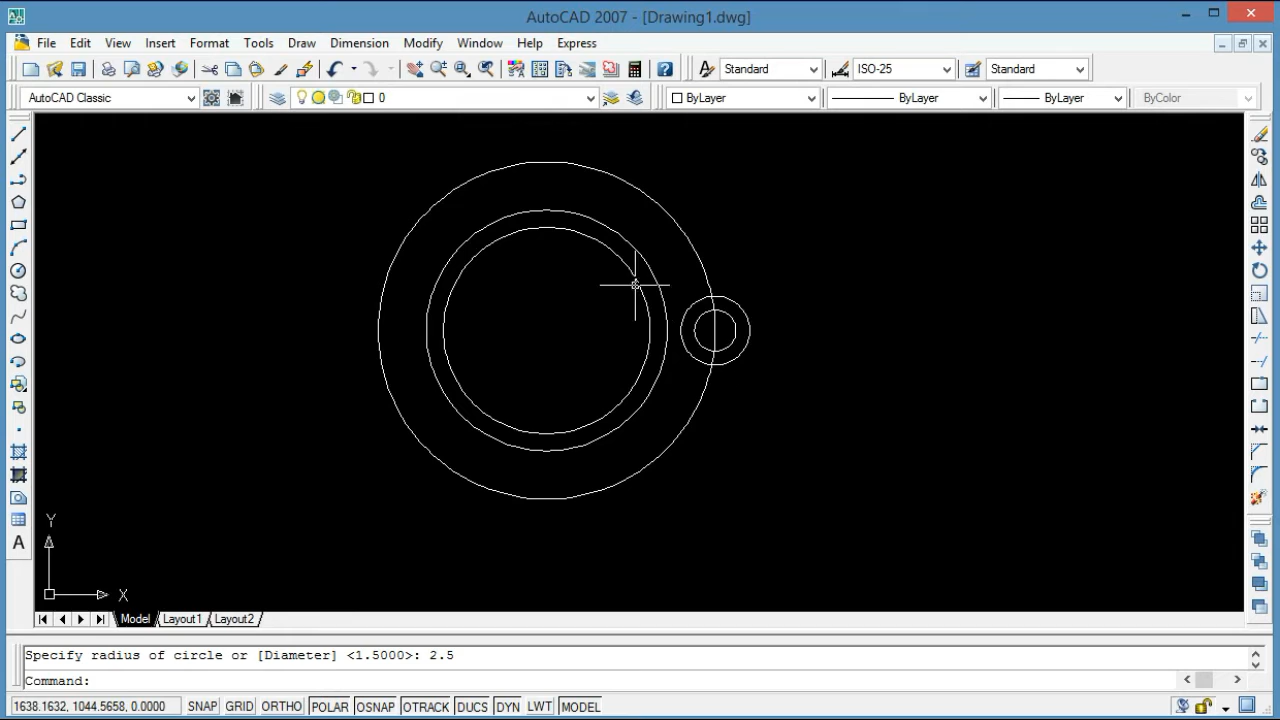 AutoCAD 2007 - [Drawing1.dwg]
File Edit View Insert Format Tools Draw Dimension Modify Window Help Express
Standard ISO-25 Standard
AutoCAD Classic 0 ByLayer ByLayer ByLayer ByColor
A
Y
X
Model Layout1 Layout2
Specify radius of circle or [Diameter] <1.5000>: 2.5
Command:
1638.1632, 1044.5658, 0.0000 SNAP GRID ORTHO POLAR OSNAP OTRACK DUCS DYN LWT MODEL